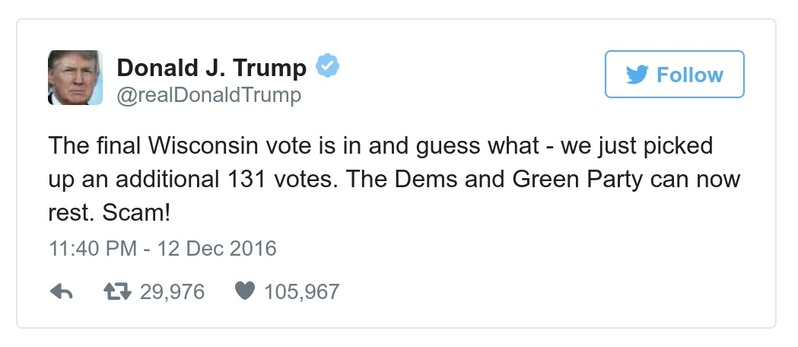 Donald J. Trump
@realDonaldTrump
Follow
The final Wisconsin vote is in and guess what - we just picked
up an additional 131 votes. The Dems and Green Party can now
rest. Scam!
11:40 PM - 12 Dec 2016
29,976 105,967